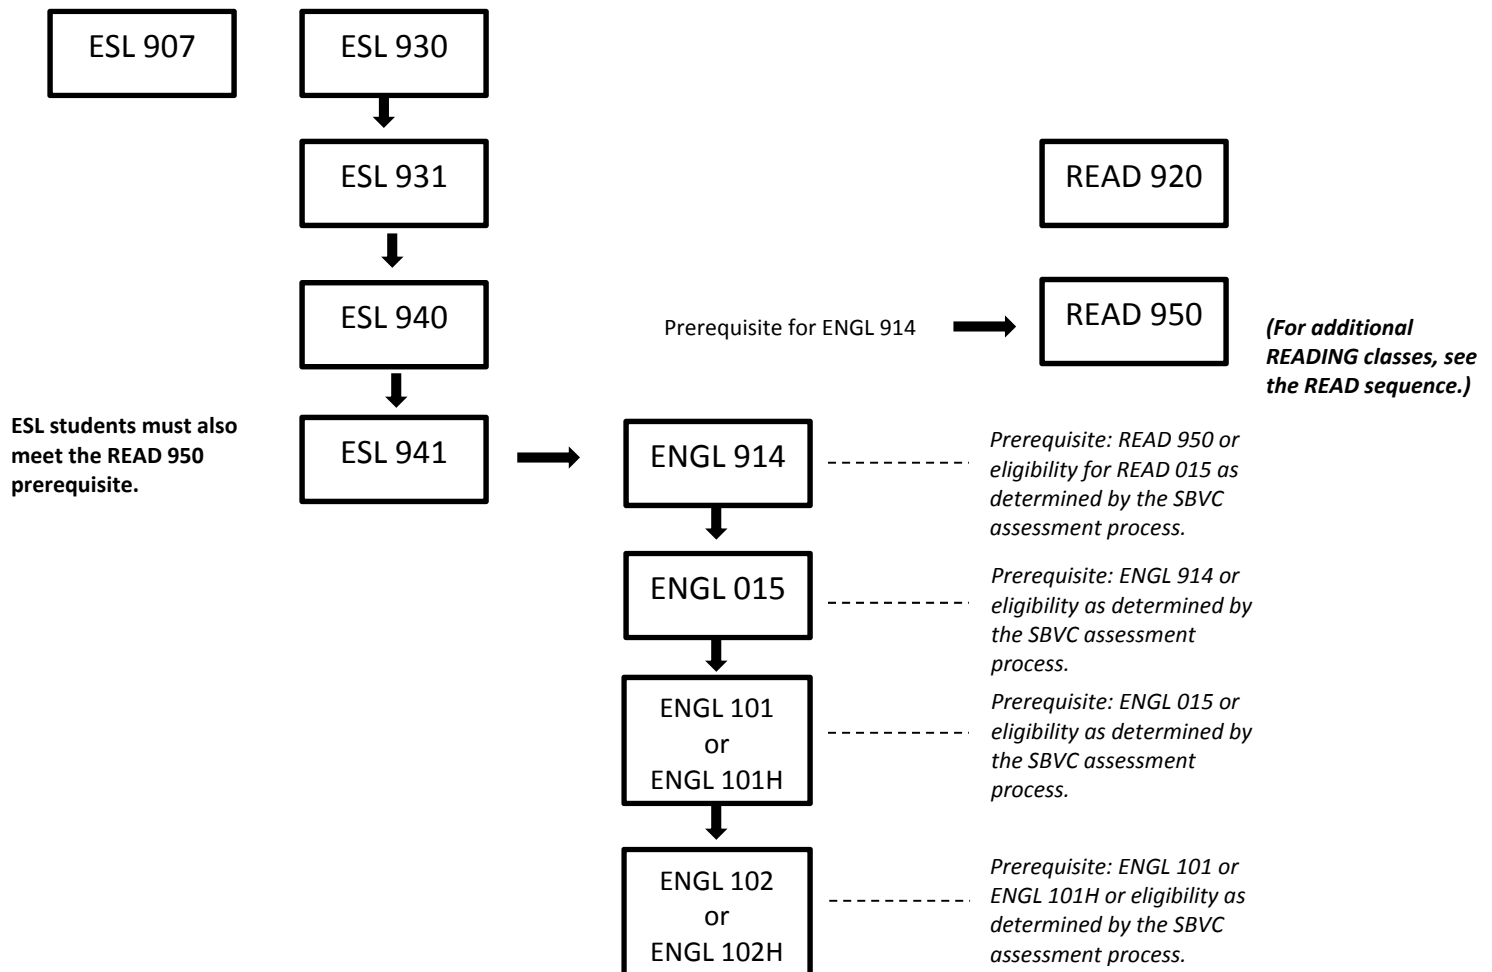 ESL 907
ESL 930
ESL 931
READ 920
ESL 940
Prerequisite for ENGL 914
READ 950
(For additional
READING classes, see
the READ sequence.)
ESL students must also
meet the READ 950
prerequisite.
ESL 941
ENGL 914
Prerequisite: READ 950 or
eligibility for READ 015 as
determined by the SBVC
assessment process.
ENGL 015
Prerequisite: ENGL 914 or
eligibility as determined by
the SBVC assessment
process.
ENGL 101
or
ENGL 101H
Prerequisite: ENGL 015 or
eligibility as determined by
the SBVC assessment
process.
ENGL 102
or
ENGL 102H
Prerequisite: ENGL 101 or
ENGL 101H or eligibility as
determined by the SBVC
assessment process.